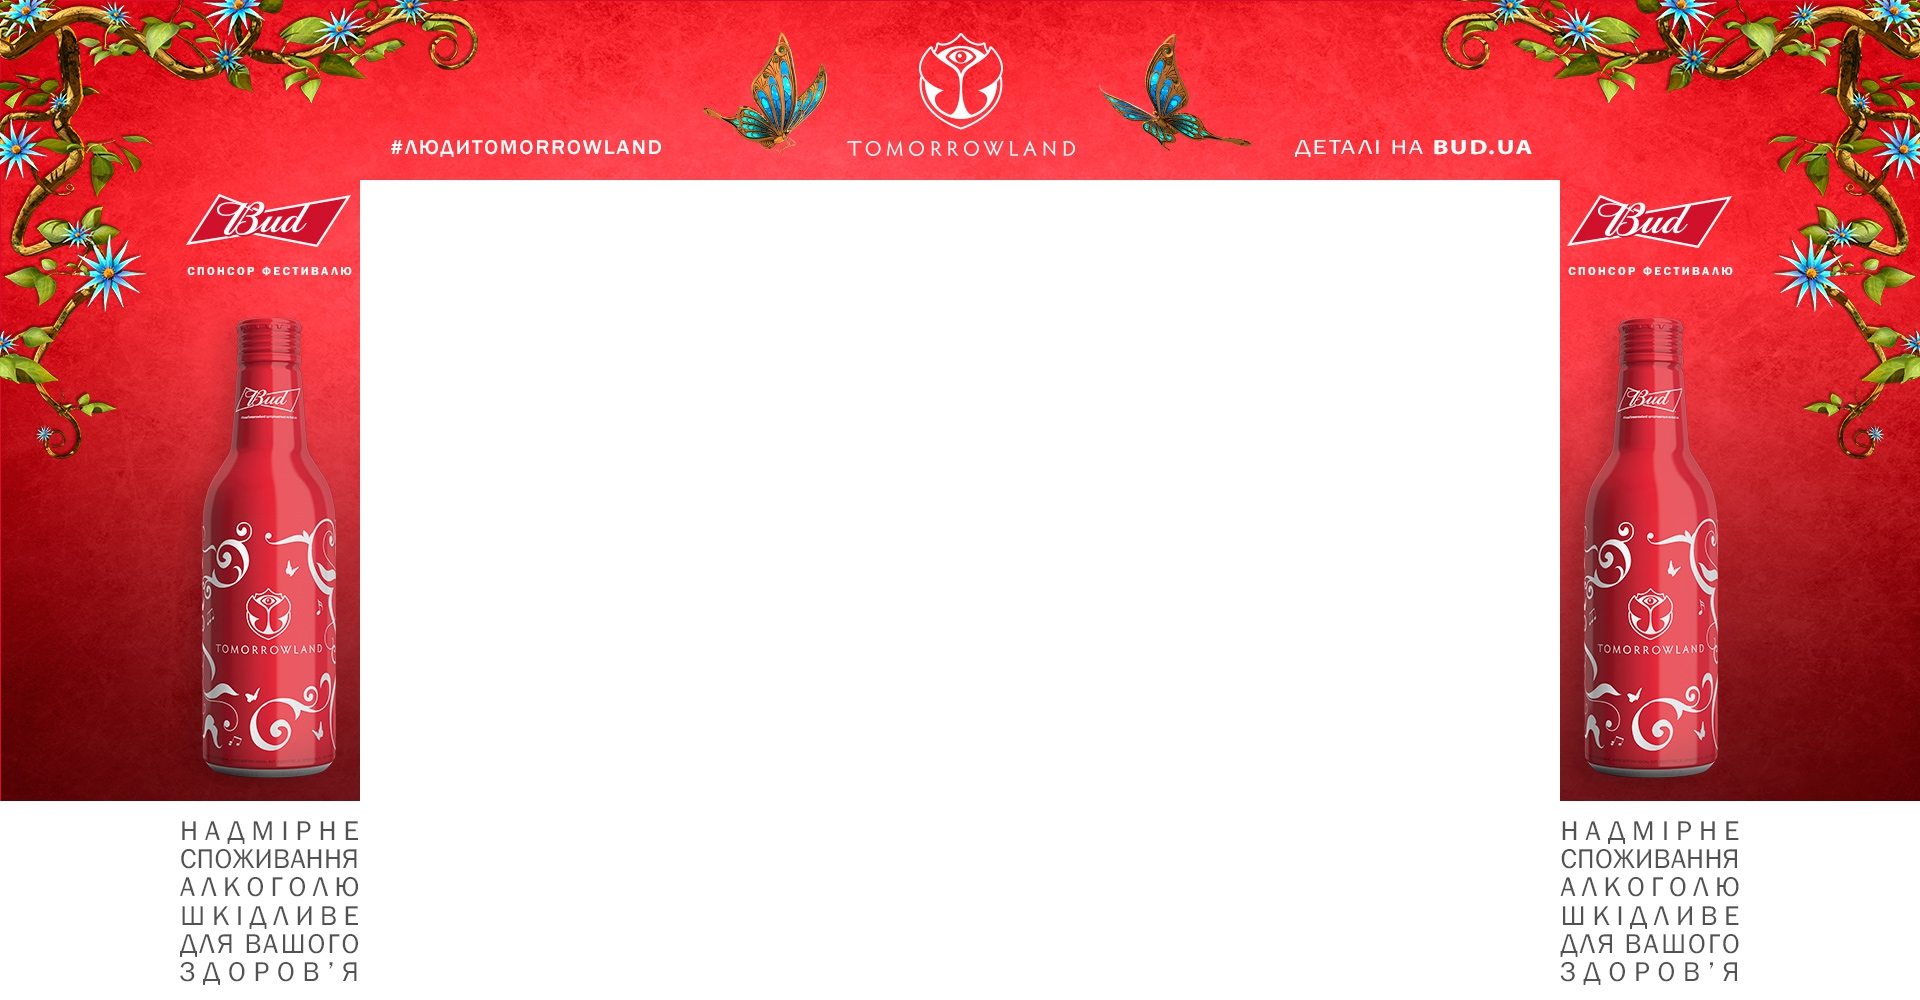 #ЛЮДИTOMORROWLAND
TOMORROWLAND
ДЕТАЛІ НА BUD.UA
Bud
СПОНСОР ФЕСТИВАЛЮ
Bud
TOMORROWLAND
НАДМІРНЕ
СПОЖИВАННЯ
АЛКОГОЛЮ
ШКІДЛИВЕ
ДЛЯ ВАШОГО
ЗДОРОВ’Я
Bud
СПОНСОР ФЕСТИВАЛЮ
Bud
TOMORROWLAND
НАДМІРНЕ
СПОЖИВАННЯ
АЛКОГОЛЮ
ШКІДЛИВЕ
ДЛЯ ВАШОГО
ЗДОРОВ’Я